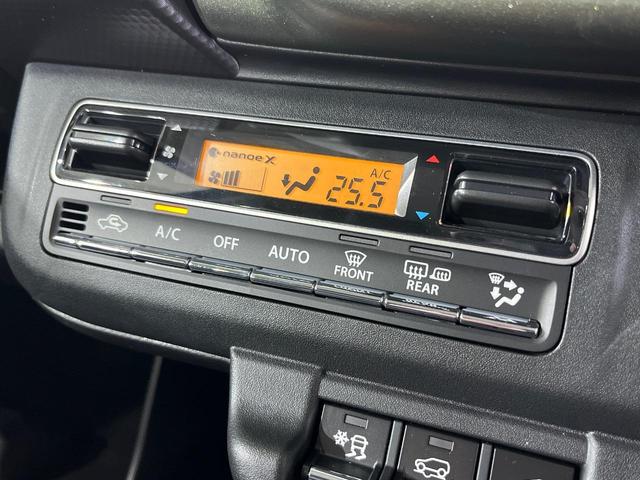 nanoe X
A/C
25.5
A/C
OFF
AUTO
FRONT
REAR